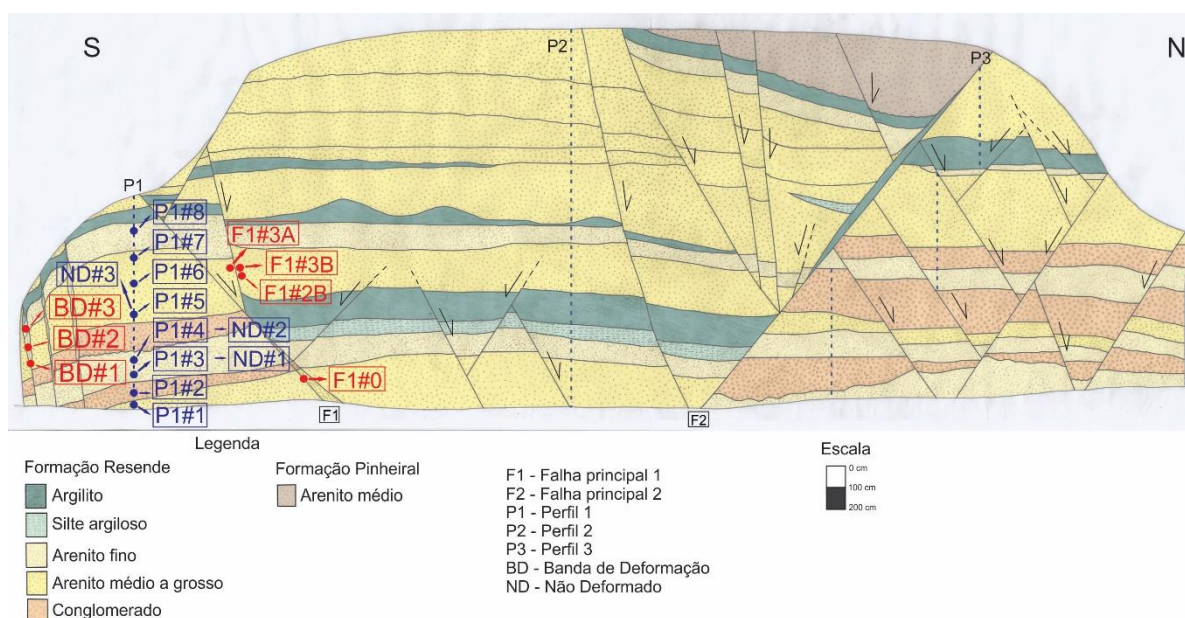 S
P2
N
P3
P1
P1#8
F1#3A
P1#7
ND#3
F1#3B
P1#6
F1#2B
BD#3
P1#5
P1#4 → ND#2
BD#2
P1#3 → ND#1
BD#1
F1#0
P1#2
P1#1
F1
F2
Legenda
Formação Resende
Argilito
Silte argiloso
Arenito fino
Arenito médio a grosso
Conglomerado
Formação Pinheiral
Arenito médio
F1 - Falha principal 1
F2 - Falha principal 2
P1 - Perfil 1
P2 - Perfil 2
P3 - Perfil 3
BD - Banda de Deformação
ND - Não Deformado
Escala
0 cm
100 cm
200 cm